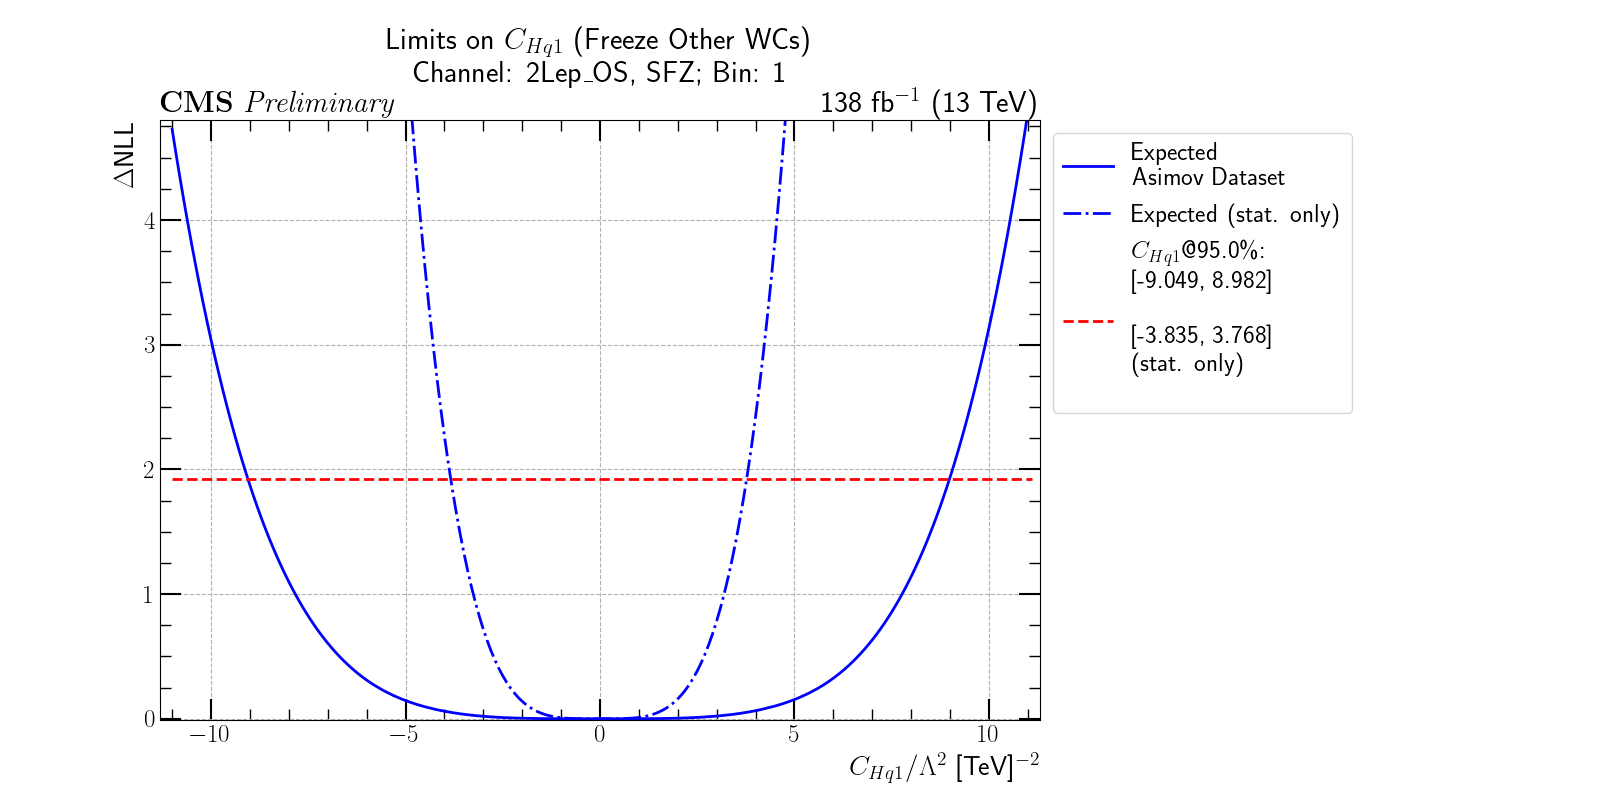 Limits on C_{Hq1} (Freeze Other WCs)
Channel: 2Lep_OS, SFZ; Bin: 1
CMS Preliminary
138 fb^{-1} (13 TeV)
ΔNLL
4
3
2
1
0
−10
−5
0
5
10
C_{Hq1}/Λ^2 [TeV]^{-2}
Expected
Asimov Dataset
Expected (stat. only)
C_{Hq1}@95.0%:
[-9.049, 8.982]
[-3.835, 3.768]
(stat. only)